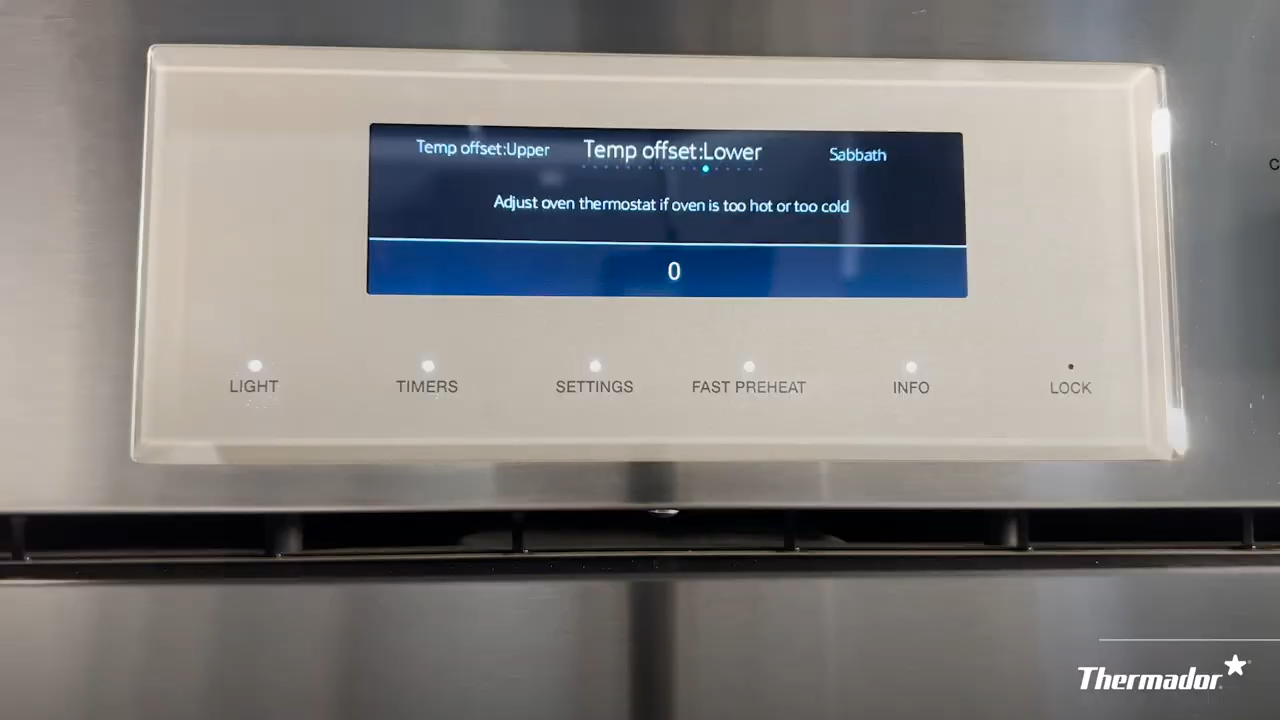 Temp offset:Upper Temp offset:Lower Sabbath
Adjust oven thermostat if oven is too hot or too cold
0
LIGHT TIMERS SETTINGS FAST PREHEAT INFO LOCK
Thermador